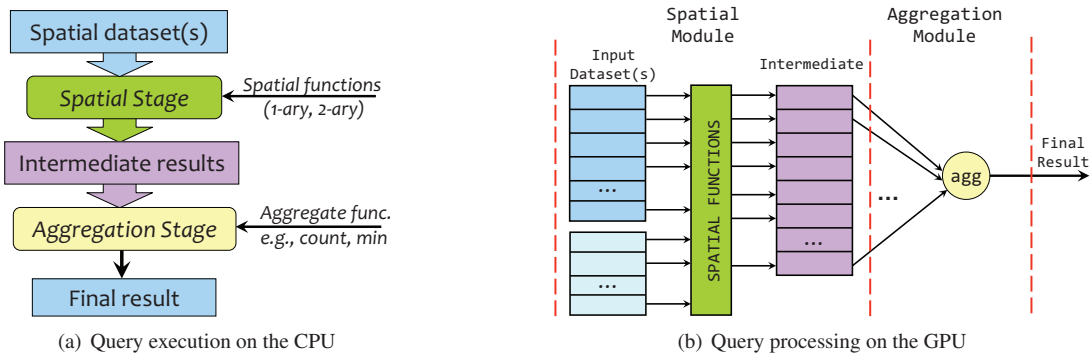 Spatial dataset(s)
Spatial Stage
Spatial functions
(1-ary, 2-ary)
Intermediate results
Aggregation Stage
Aggregate func.
e.g., count, min
Final result
(a) Query execution on the CPU
Spatial
Module
Aggregation
Module
Input
Dataset(s)
Intermediate
...
...
SPATIAL FUNCTIONS
...
...
agg
Final
Result
(b) Query processing on the GPU